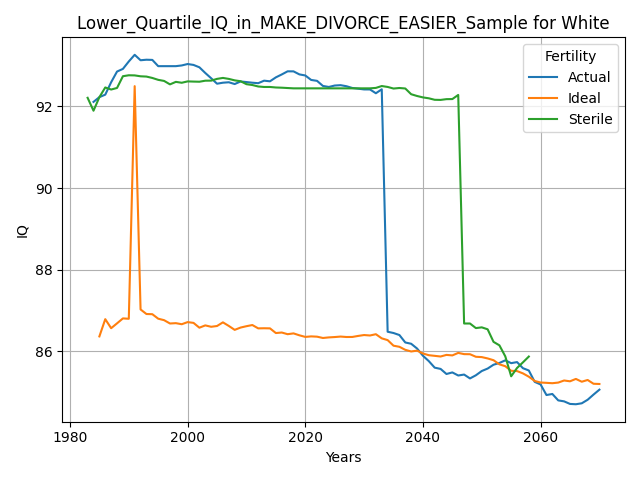 Lower_Quartile_IQ_in_MAKE_DIVORCE_EASIER_Sample for White
Fertility
Actual
Ideal
Sterile
IQ
92
90
88
86
1980
2000
2020
2040
2060
Years